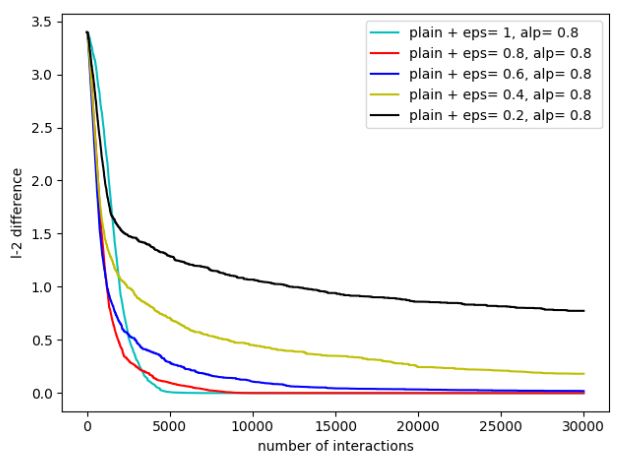 3.5
3.0
2.5
2.0
1.5
1.0
0.5
0.0
l-2 difference
plain + eps= 1, alp= 0.8
plain + eps= 0.8, alp= 0.8
plain + eps= 0.6, alp= 0.8
plain + eps= 0.4, alp= 0.8
plain + eps= 0.2, alp= 0.8
0 5000 10000 15000 20000 25000 30000
number of interactions